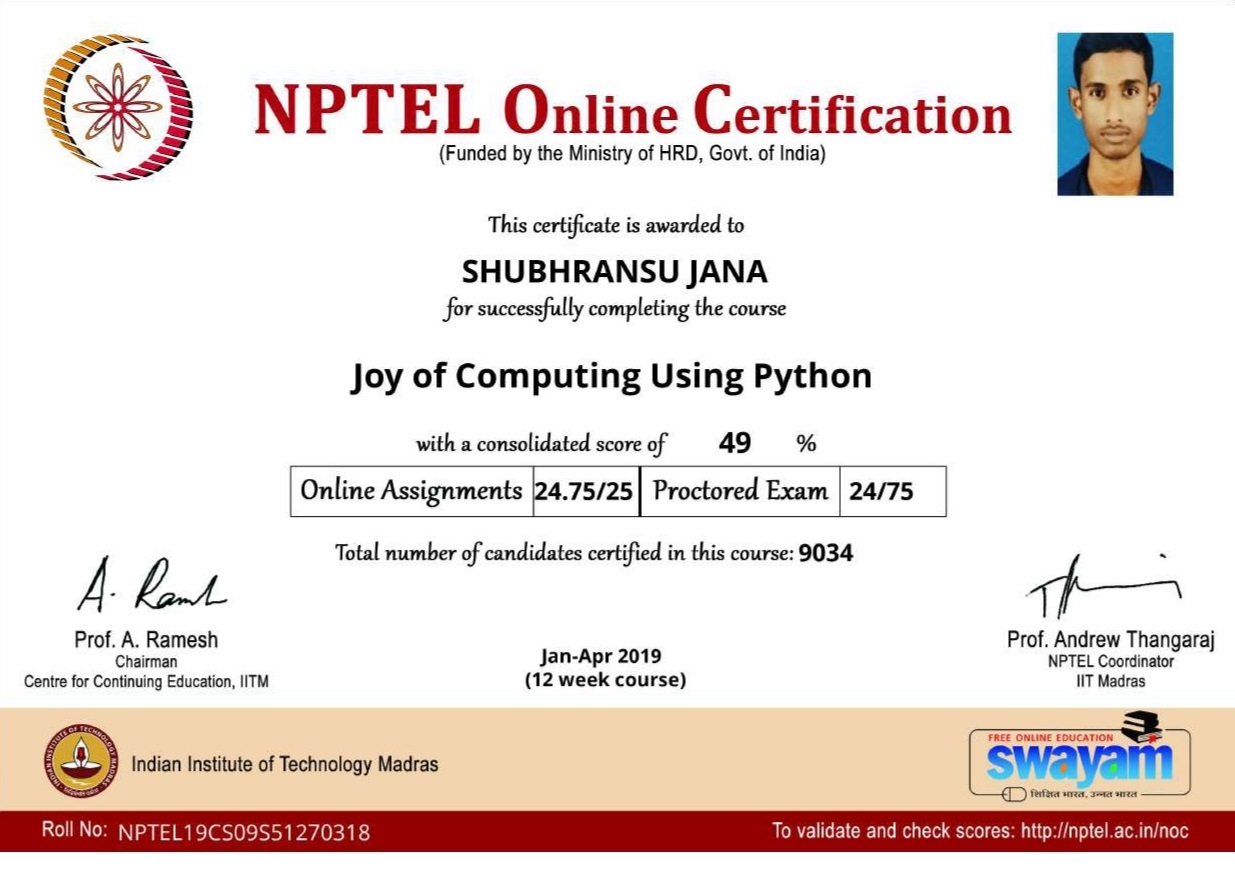 NPTEL Online Certification
(Funded by the Ministry of HRD, Govt. of India)
This certificate is awarded to
SHUBHRANSU JANA
for successfully completing the course
Joy of Computing Using Python
with a consolidated score of 49 %
Online Assignments 24.75/25 Proctored Exam 24/75
Total number of candidates certified in this course: 9034
A. Ramesh
Prof. A. Ramesh
Chairman
Centre for Continuing Education, IITM
Jan-Apr 2019
(12 week course)
Prof. Andrew Thangaraj
NPTEL Coordinator
IIT Madras
INDIAN INSTITUTE OF TECHNOLOGY MADRAS
Indian Institute of Technology Madras
FREE ONLINE EDUCATION
swayam
शिक्षित भारत, उन्नत भारत
Roll No: NPTEL19CS09S51270318
To validate and check scores: http://nptel.ac.in/noc